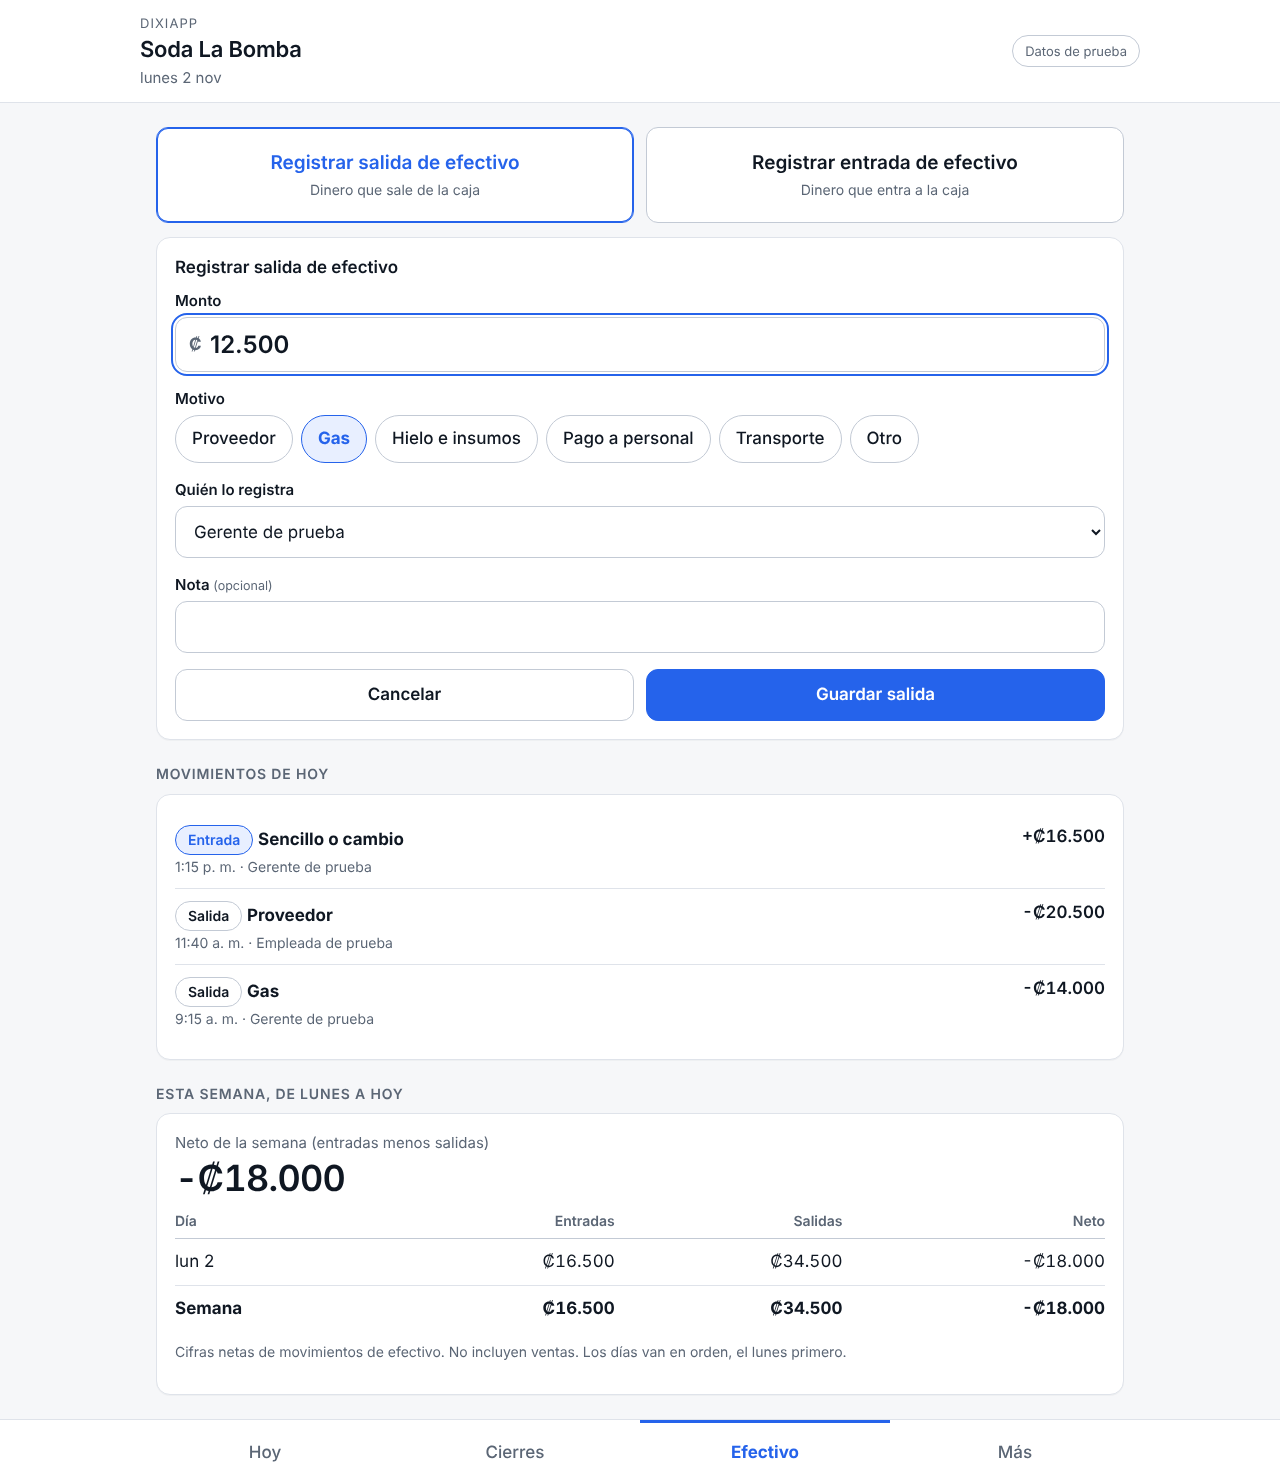 DIXIAPP
Soda La Bomba
lunes 2 nov
Datos de prueba
Registrar salida de efectivo
Dinero que sale de la caja
Registrar entrada de efectivo
Dinero que entra a la caja
Registrar salida de efectivo
Monto
₡ 12.500
Motivo
Proveedor Gas Hielo e insumos Pago a personal Transporte Otro
Quién lo registra
Gerente de prueba
Nota (opcional)
Cancelar Guardar salida
MOVIMIENTOS DE HOY
Entrada Sencillo o cambio +₡16.500
1:15 p. m. · Gerente de prueba
Salida Proveedor -₡20.500
11:40 a. m. · Empleada de prueba
Salida Gas -₡14.000
9:15 a. m. · Gerente de prueba
ESTA SEMANA, DE LUNES A HOY
Neto de la semana (entradas menos salidas)
-₡18.000
Día Entradas Salidas Neto
lun 2 ₡16.500 ₡34.500 -₡18.000
Semana ₡16.500 ₡34.500 -₡18.000
Cifras netas de movimientos de efectivo. No incluyen ventas. Los días van en orden, el lunes primero.
Hoy Cierres Efectivo Más